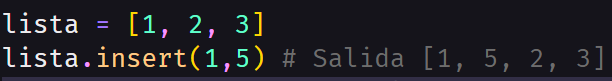 lista = [1, 2, 3]
lista.insert(1,5) # Salida [1, 5, 2, 3]